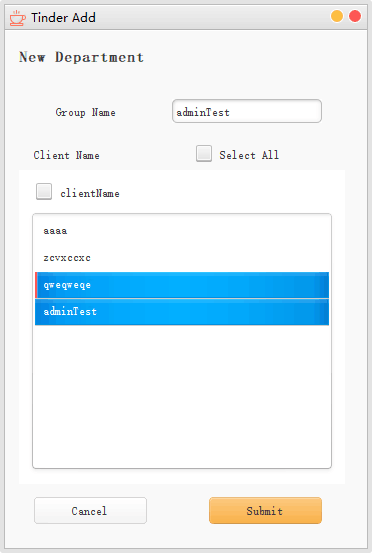 Tinder Add
New Department
Group Name adminTest
Client Name Select All
clientName
aaaa
zcvxccxc
qweqweqe
adminTest
Cancel Submit